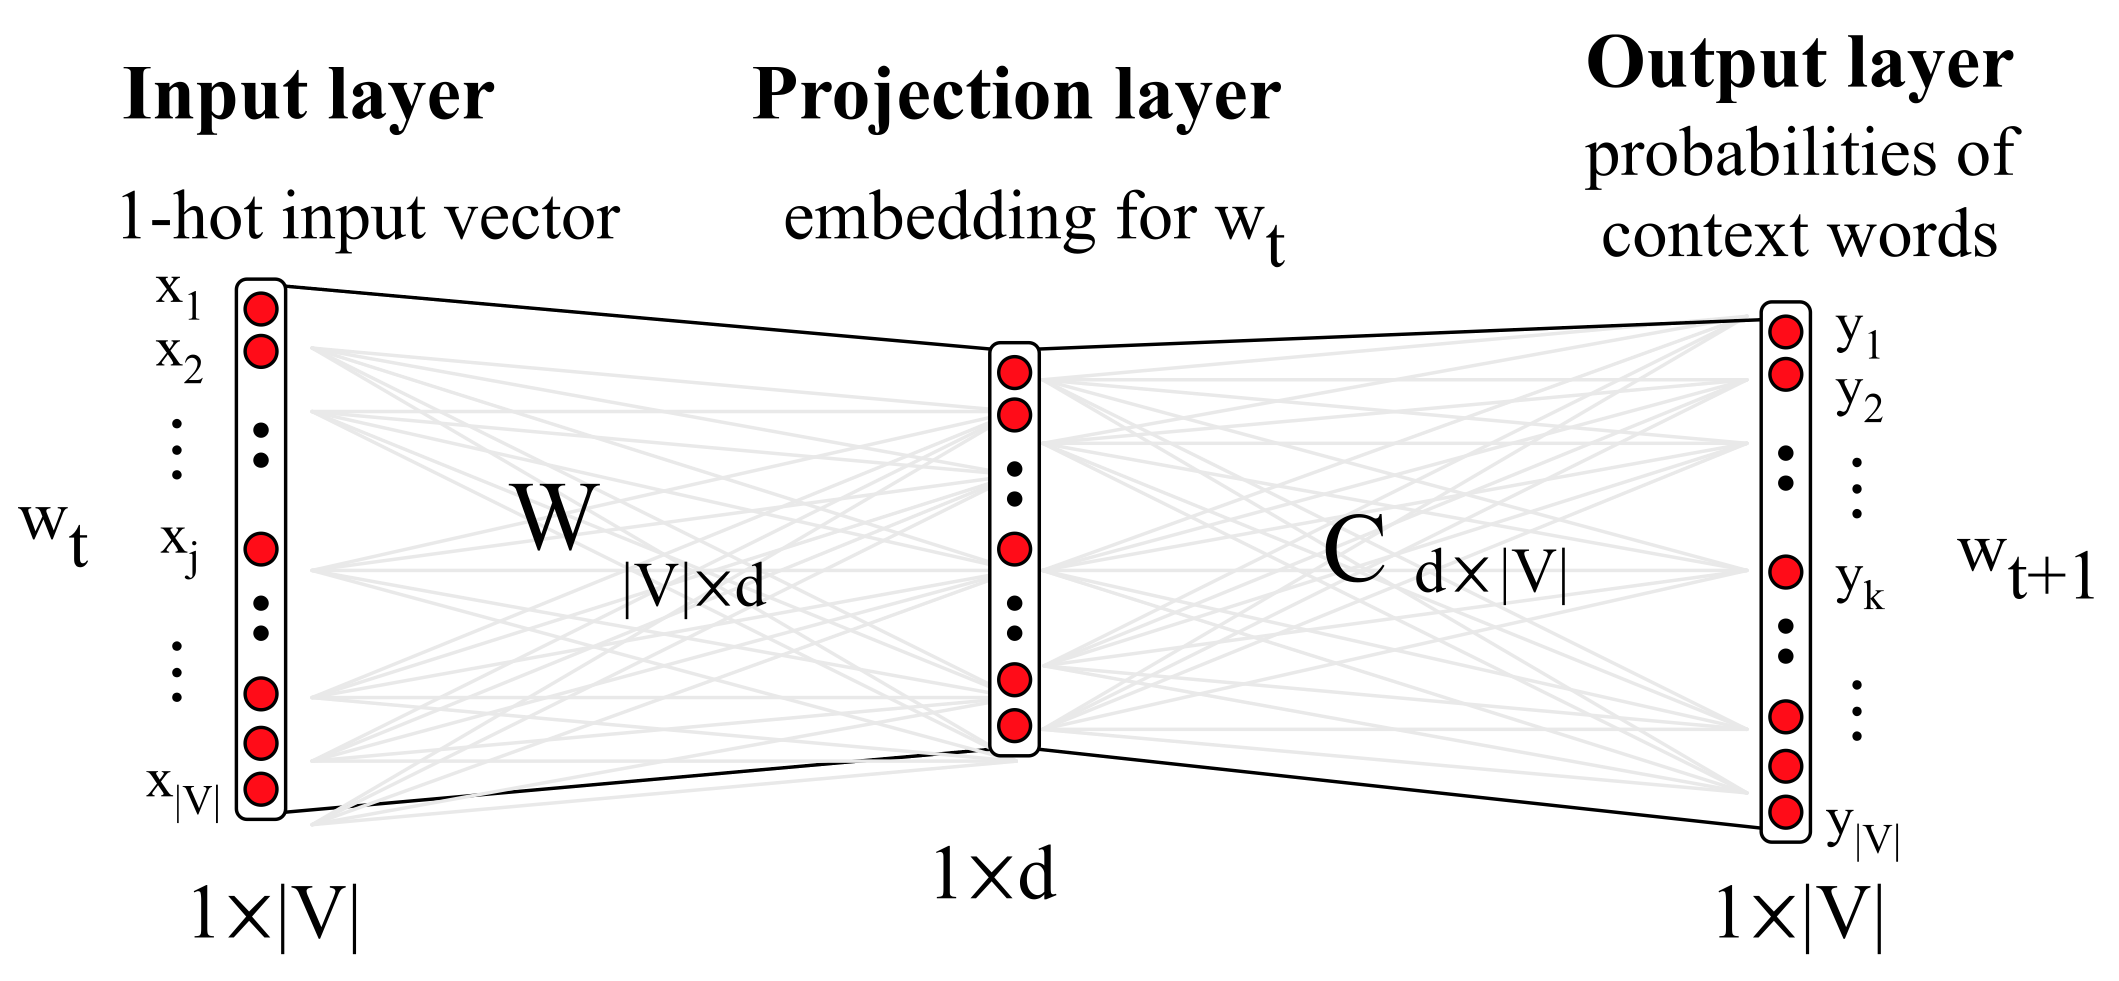 Input layer
1-hot input vector
Projection layer
embedding for wt
Output layer
probabilities of
context words
x1
x2
⋮
xj
⋮
x|V|
wt
1×|V|
W |V|×d
1×d
C d×|V|
y1
y2
⋮
yk
⋮
y|V|
wt+1
1×|V|